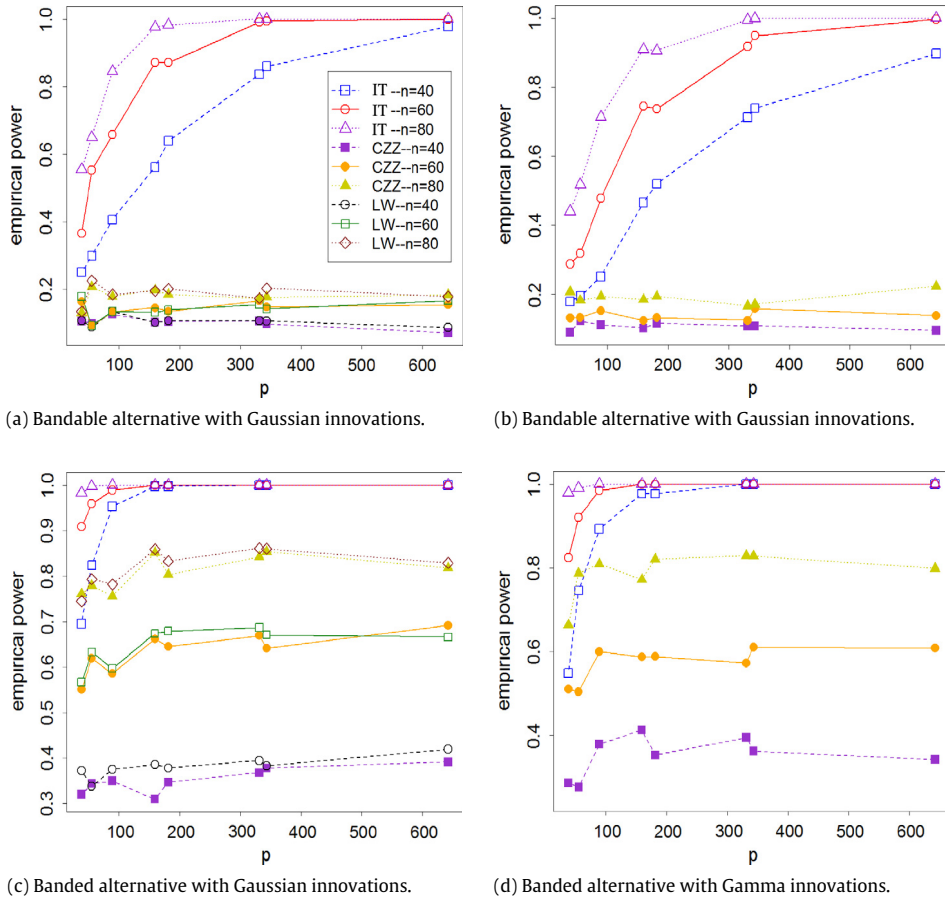 empirical power
1.0
0.8
0.6
0.4
0.2
100 200 300 400 500 600
p
IT --n=40
IT --n=60
IT --n=80
CZZ--n=40
CZZ--n=60
CZZ--n=80
LW--n=40
LW--n=60
LW--n=80
(a) Bandable alternative with Gaussian innovations.
empirical power
1.0
0.8
0.6
0.4
0.2
100 200 300 400 500 600
p
(b) Bandable alternative with Gaussian innovations.
empirical power
1.0
0.9
0.8
0.7
0.6
0.5
0.4
0.3
100 200 300 400 500 600
p
(c) Banded alternative with Gaussian innovations.
empirical power
1.0
0.8
0.6
0.4
100 200 300 400 500 600
p
(d) Banded alternative with Gamma innovations.